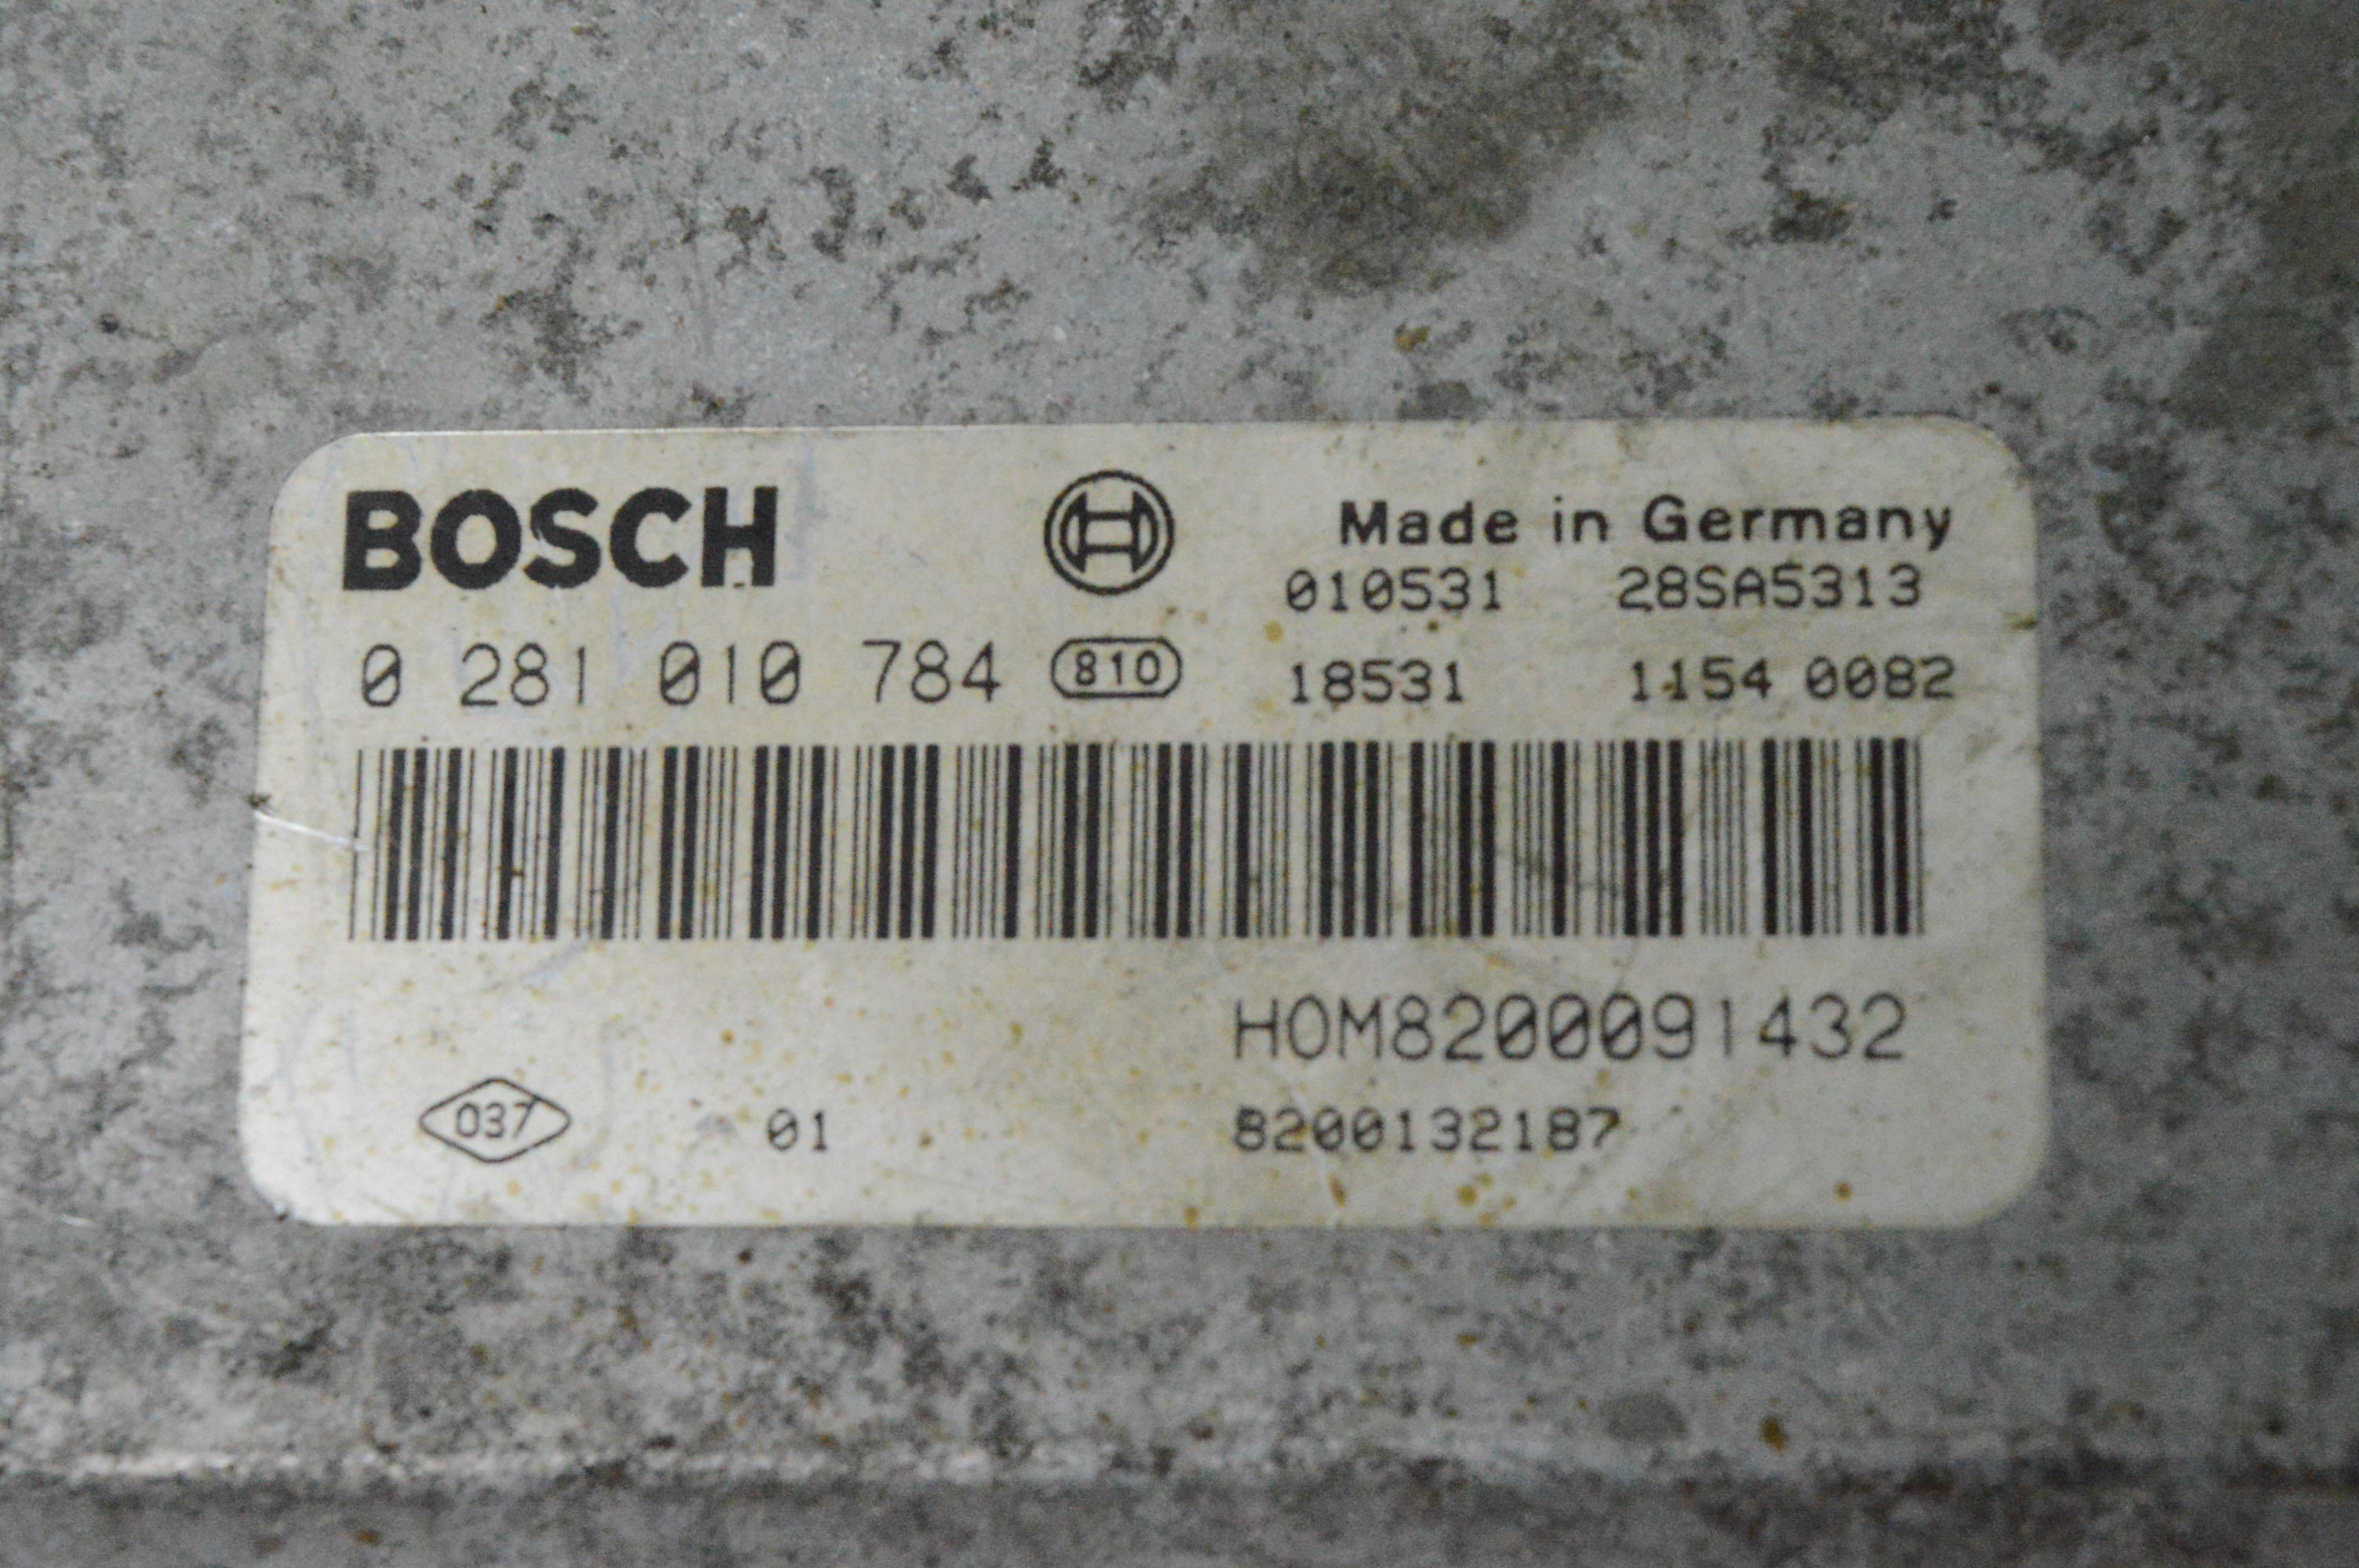 BOSCH Made in Germany
010531 28SA5313
0 281 010 784 810 18531 1154 0082
HOM8200091432
037 01 8200132187